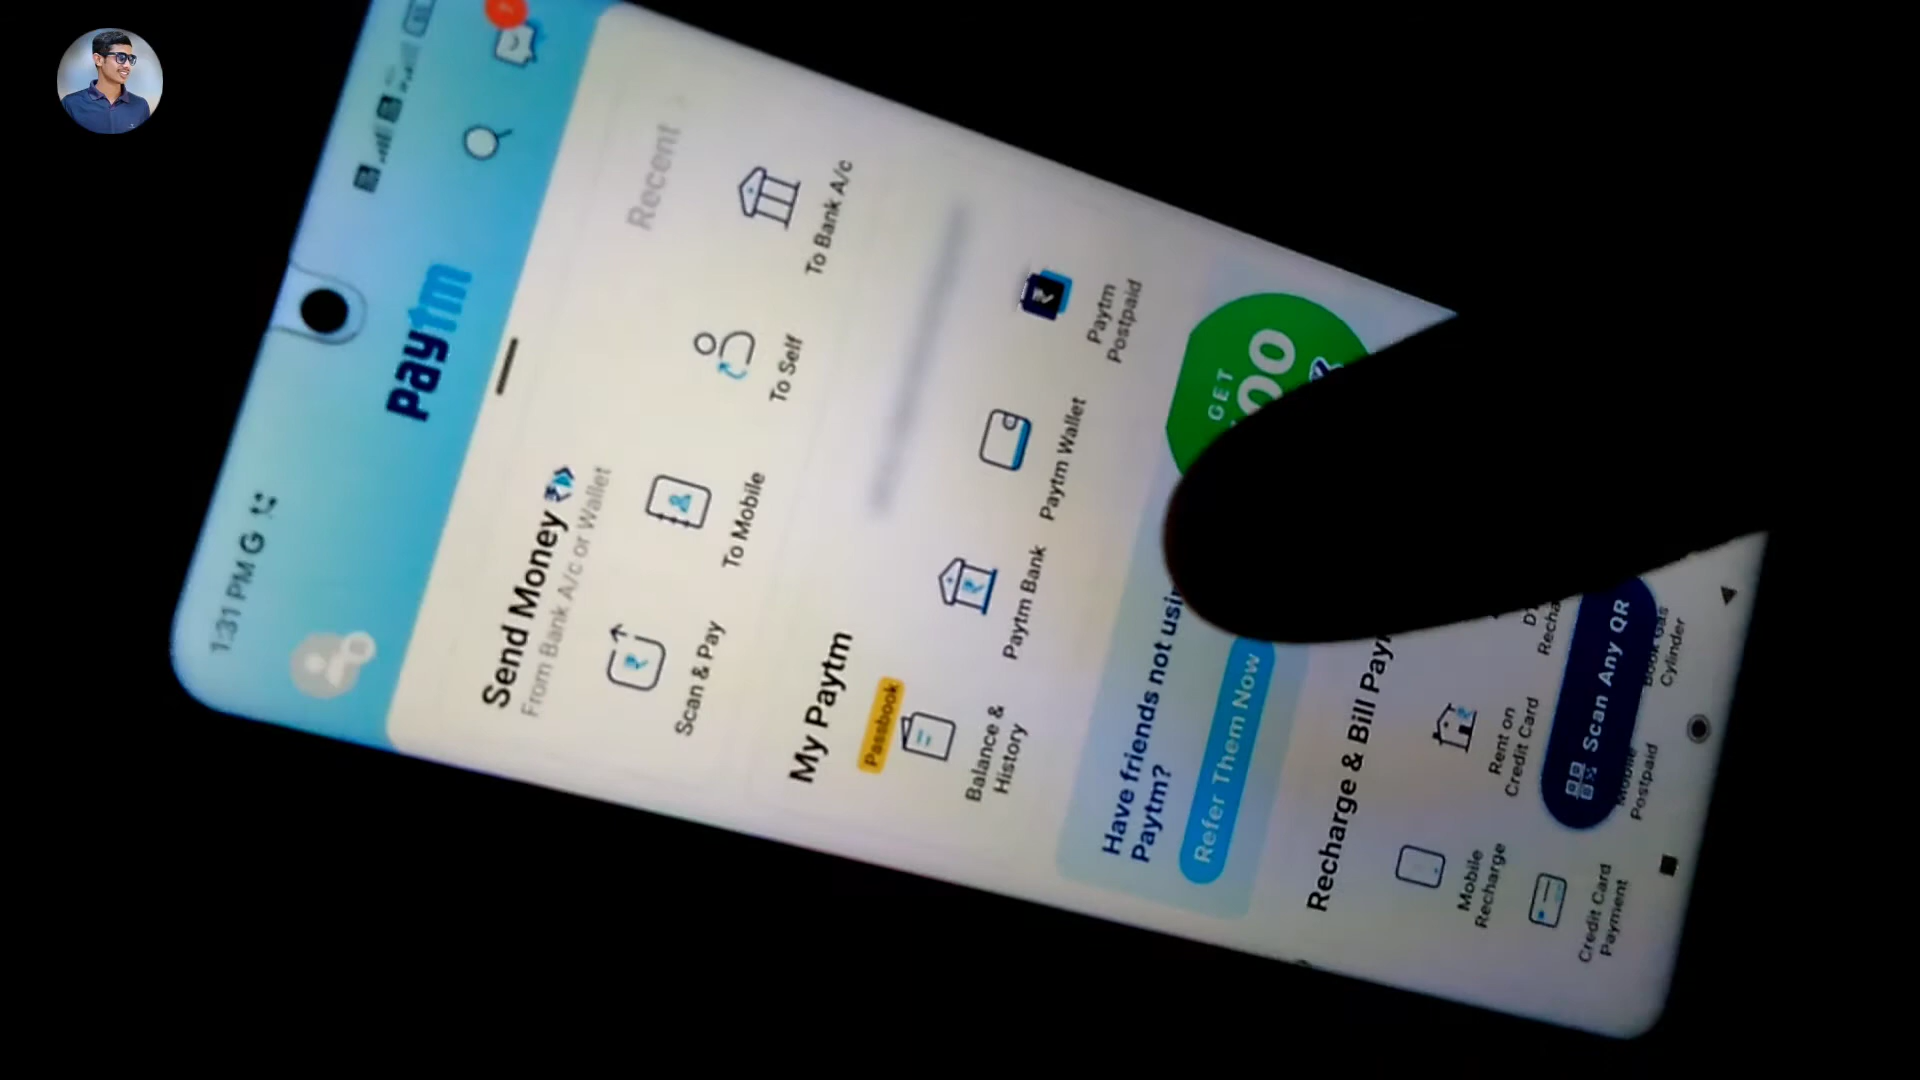 1:31 PM G
paytm
Send Money
From Bank A/c or Wallet
Recent
Scan & Pay
To Mobile
To Self
To Bank A/c
My Paytm
Passbook
Balance &
History
Paytm Bank
Paytm Wallet
Paytm
Postpaid
Have friends not
Paytm?
Refer Them Now
GET
Recharge & Bill
Mobile
Recharge
Rent on
Credit Card
Credit Card
Payment
Mobile
Postpaid
Book Gas
Cylinder
Scan Any QR